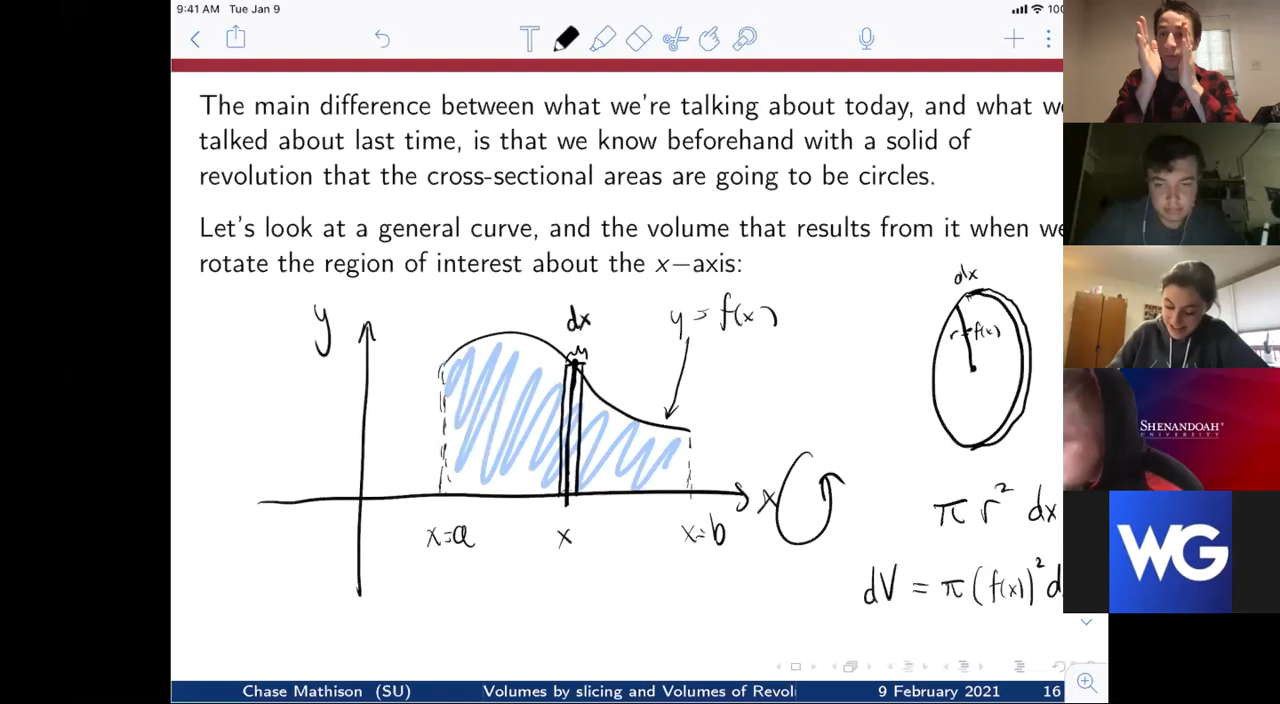 9:41 AM Tue Jan 9
The main difference between what we're talking about today, and what we
talked about last time, is that we know beforehand with a solid of
revolution that the cross-sectional areas are going to be circles.
Let's look at a general curve, and the volume that results from it when we
rotate the region of interest about the x−axis:
y
dx
y = f(x)
dx
r=f(x)
x
x=a
x
x=b
π r² dx
dV = π(f(x))² d
SHENANDOAH®
UNIVERSITY
WG
Chase Mathison (SU) Volumes by slicing and Volumes of Revol 9 February 2021 16